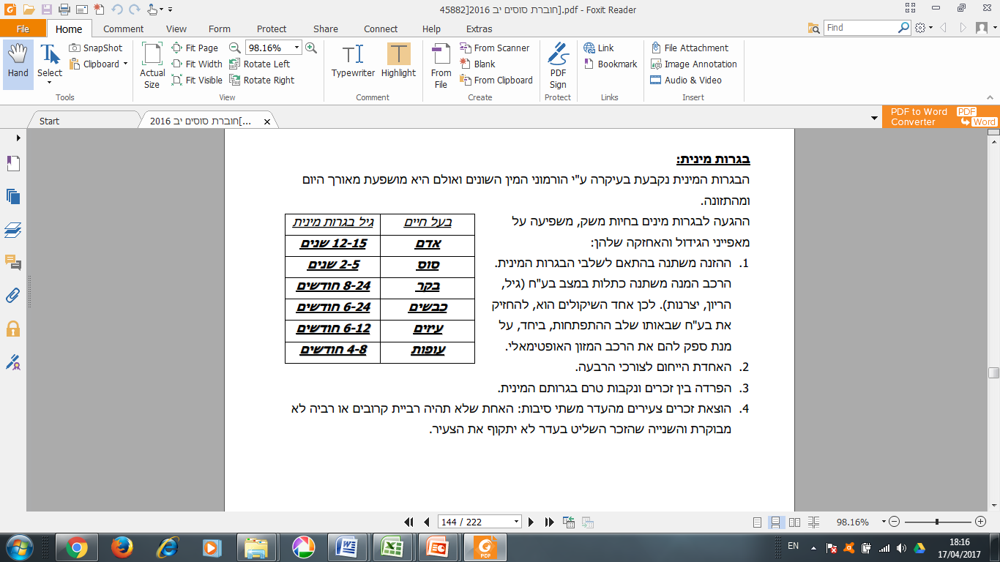 45882[חוברת סוסים יב 2016].pdf - Foxit Reader
File Home Comment View Form Protect Share Connect Help Extras Find
Hand
Select
SnapShot
Clipboard
Tools
Actual Size
Fit Page
Fit Width
Fit Visible
98.16%
Rotate Left
Rotate Right
View
Typewriter
Highlight
Comment
From File
From Scanner
Blank
From Clipboard
Create
PDF Sign
Protect
Link
Bookmark
Links
File Attachment
Image Annotation
Audio & Video
Insert
Start
חוברת סוסים יב 2016]...
PDF to Word PDF
Converter Word
בגרות מינית:
הבגרות המינית נקבעת בעיקרה ע"י הורמוני המין השונים ואולם היא מושפעת מאורך היום
ומהתזונה.
ההגעה לבגרות מינים בחיות משק, משפיעה על
מאפייני הגידול והאחזקה שלהן:
1. ההזנה משתנה בהתאם לשלבי הבגרות המינית.
הרכב המנה משתנה כתלות במצב בע"ח (גיל,
הריון, יצרנות). לכן אחד השיקולים הוא, להחזיק
את בע"ח שבאותו שלב ההתפתחות, ביחד, על
מנת ספק להם את הרכב המזון האופטימאלי.
2. האחדת הייחום לצורכי הרבעה.
3. הפרדה בין זכרים ונקבות טרם בגרותם המינית.
4. הוצאת זכרים צעירים מהעדר משתי סיבות: האחת שלא תהיה רביית קרובים או רביה לא
מבוקרת והשנייה שהזכר השליט בעדר לא יתקוף את הצעיר.
בעל חיים גיל בגרות מינית
אדם 12-15 שנים
סוס 2-5 שנים
בקר 8-24 חודשים
כבשים 6-24 חודשים
עיזים 6-12 חודשים
עופות 4-8 חודשים
144 / 222
98.16%
EN
18:16
17/04/2017